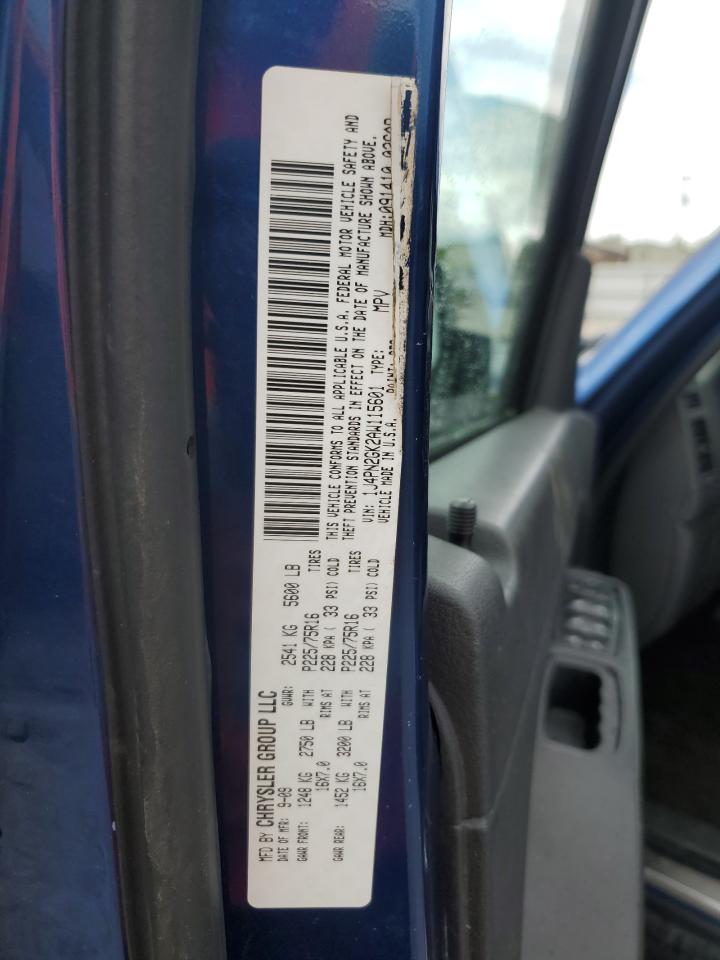 MFD BY CHRYSLER GROUP LLC
DATE OF MFR: 9-09 GVWR: 2541 KG 5600 LB
GAWR FRONT: 1248 KG 2750 LB WITH P225/75R16 TIRES
16X7.0 RIMS AT 228 KPA ( 33 PSI) COLD
GAWR REAR: 1452 KG 3200 LB WITH P225/75R16 TIRES
16X7.0 RIMS AT 228 KPA ( 33 PSI) COLD
THIS VEHICLE CONFORMS TO ALL APPLICABLE U.S.A. FEDERAL MOTOR VEHICLE SAFETY AND
THEFT PREVENTION STANDARDS IN EFFECT ON THE DATE OF MANUFACTURE SHOWN ABOVE.
VIN: 1J4PN2GK2AW115601 TYPE: MPV MDH:091410
VEHICLE MADE IN U.S.A.